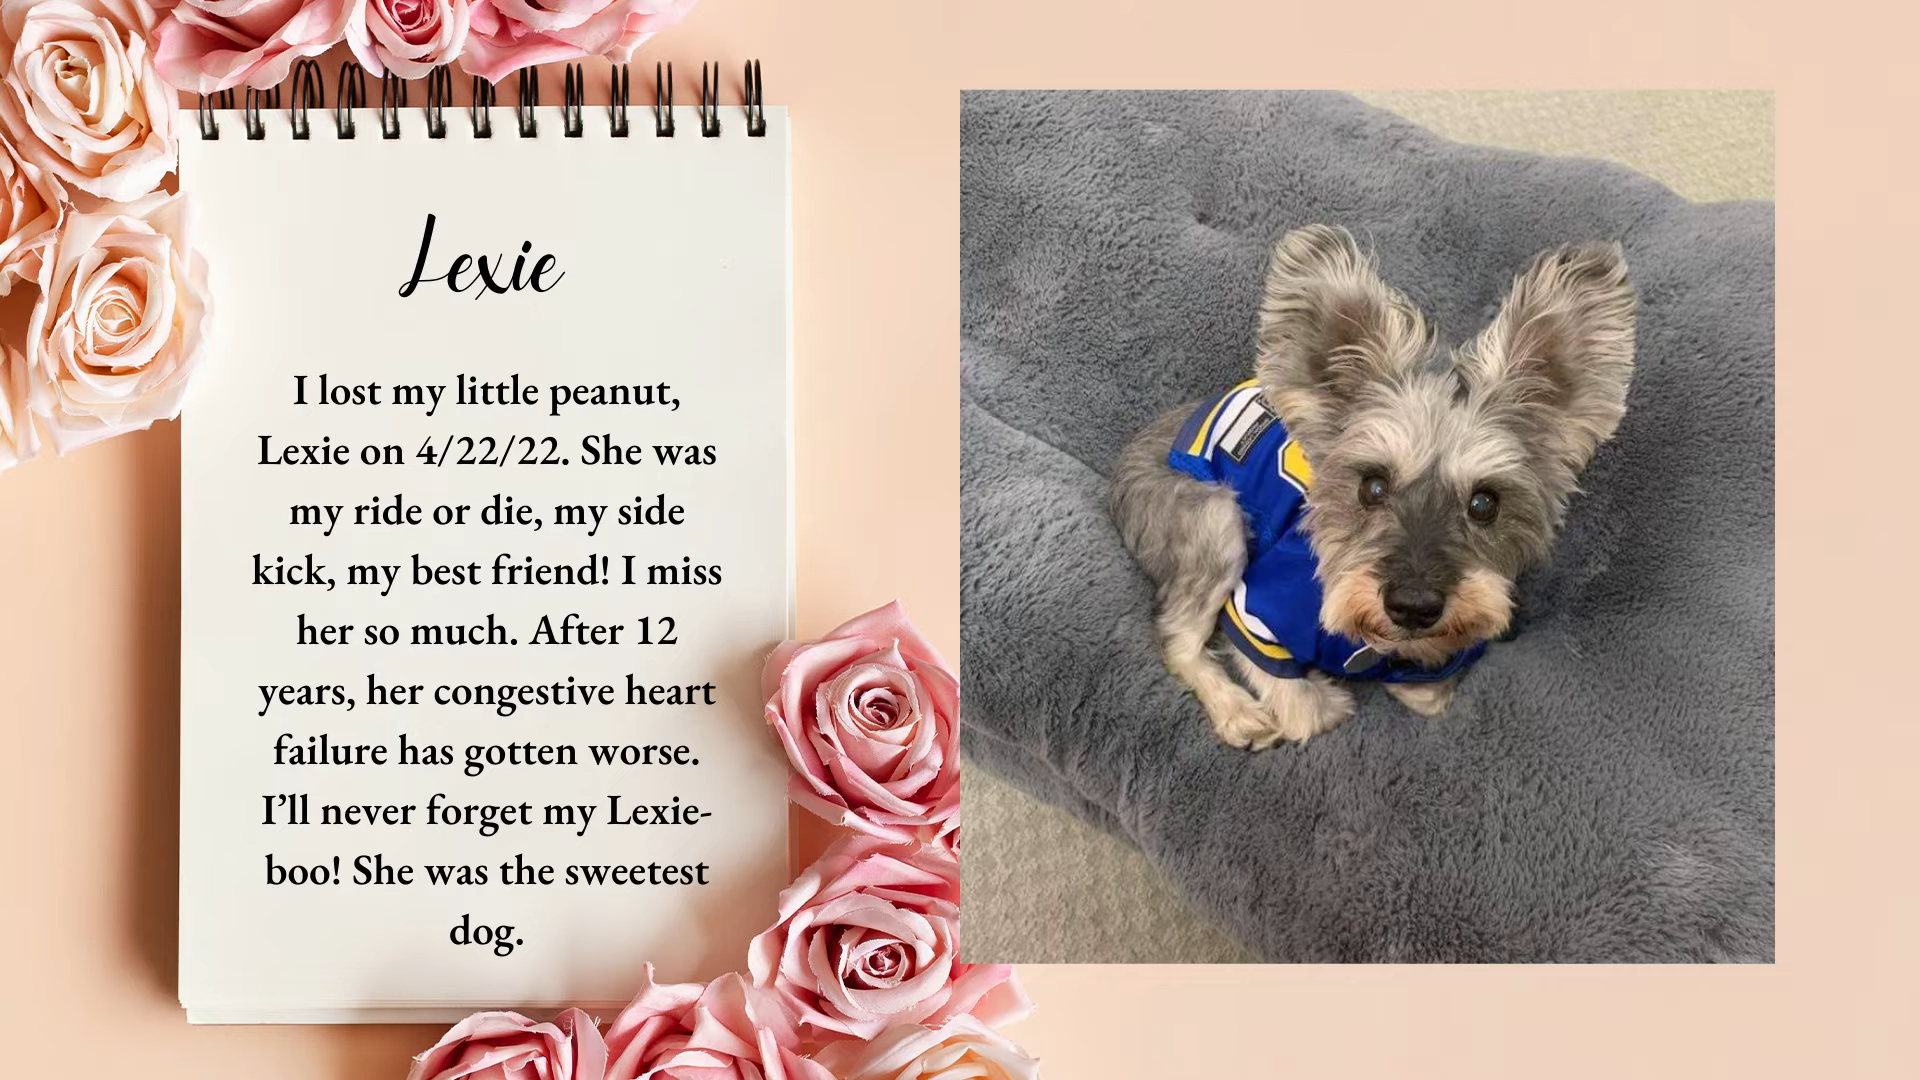 Lexie
I lost my little peanut,
Lexie on 4/22/22. She was
my ride or die, my side
kick, my best friend! I miss
her so much. After 12
years, her congestive heart
failure has gotten worse.
I’ll never forget my Lexie-
boo! She was the sweetest
dog.